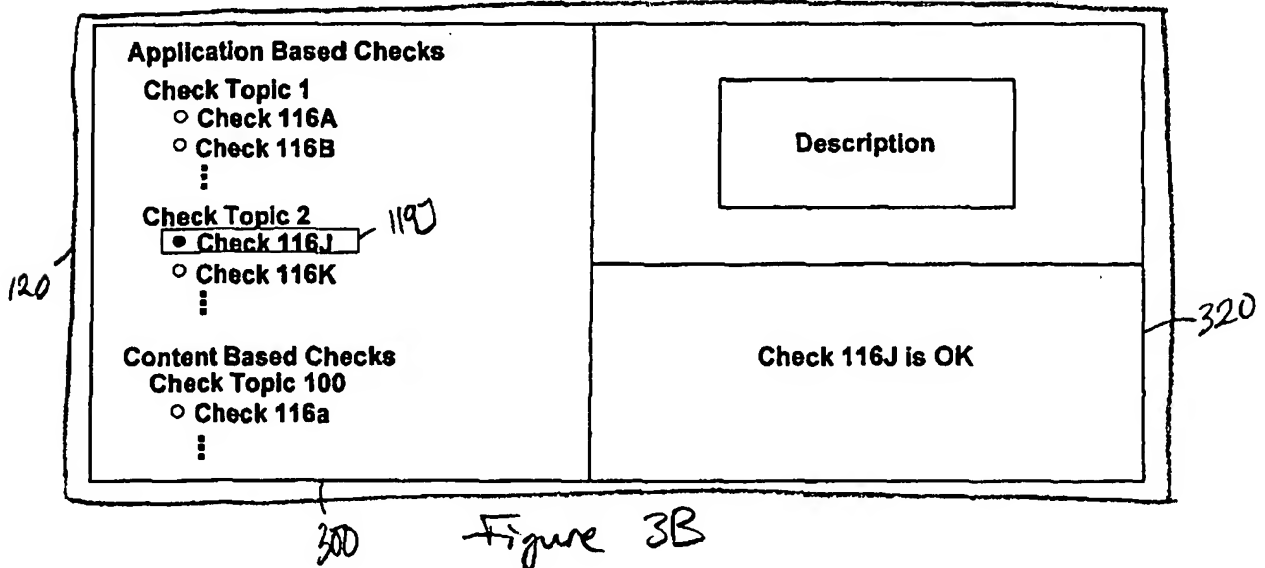 Application Based Checks
Check Topic 1
Check 116A
Check 116B
Check Topic 2
Check 116J
119J
Check 116K
Content Based Checks
Check Topic 100
Check 116a
Description
Check 116J is OK
120
320
300
Figure 3B